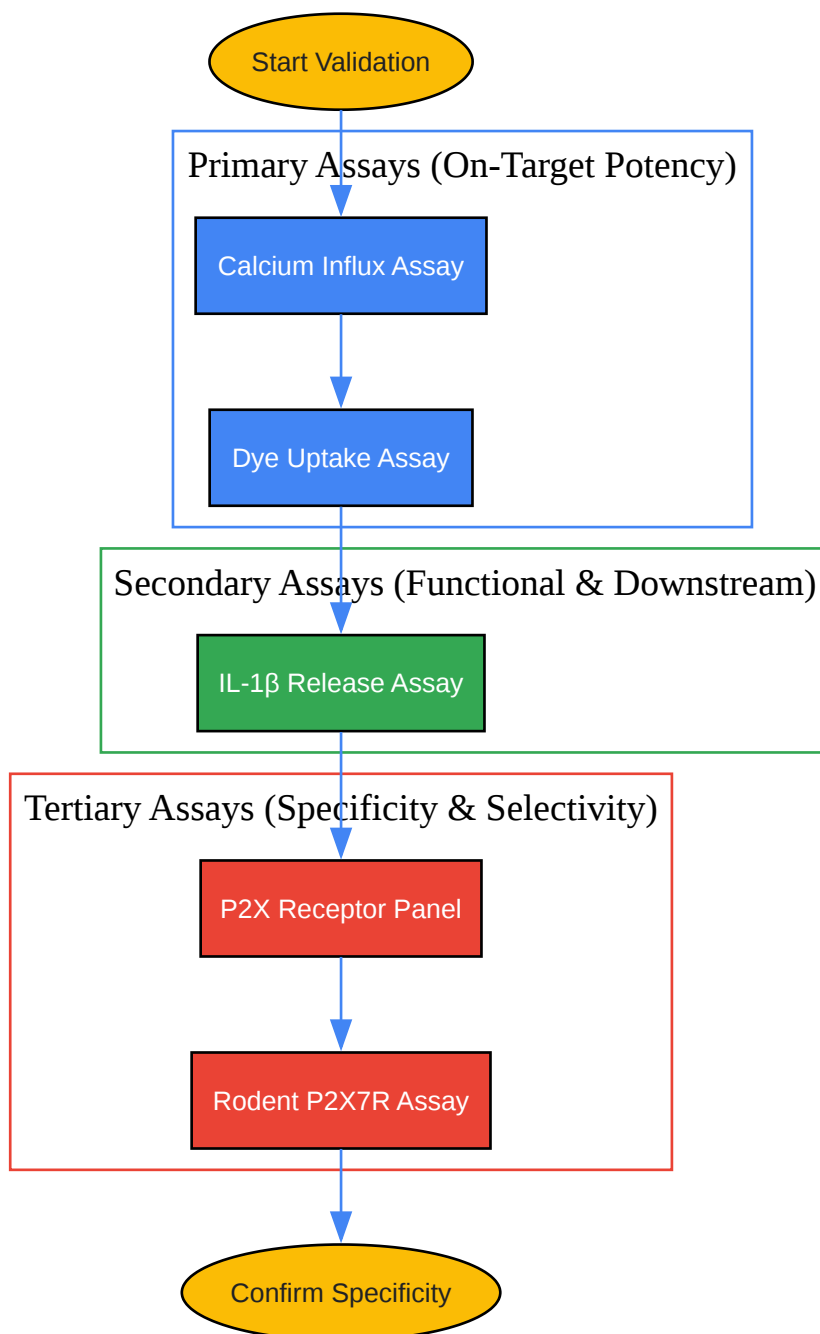 Start Validation
Primary Assays (On-Target Potency)
Calcium Influx Assay
Dye Uptake Assay
Secondary Assays (Functional & Downstream)
IL-1β Release Assay
Tertiary Assays (Specificity & Selectivity)
P2X Receptor Panel
Rodent P2X7R Assay
Confirm Specificity